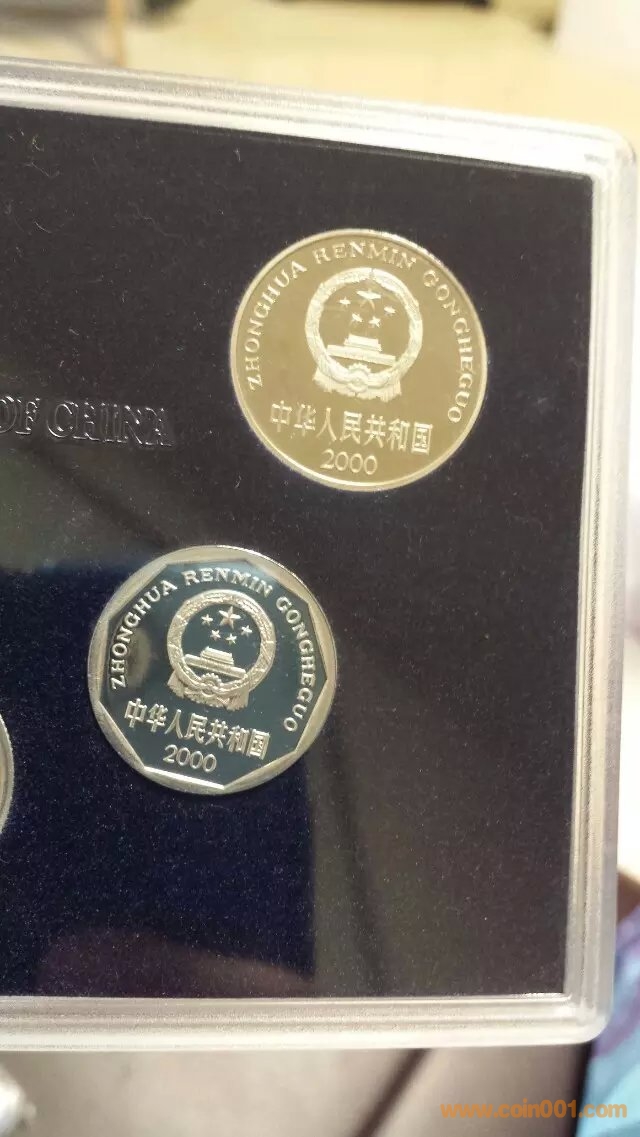 ZHONGHUA RENMIN GONGHEGUO
中华人民共和国
2000
OF CHINA
ZHONGHUA RENMIN GONGHEGUO
中华人民共和国
2000
www.coin001.com